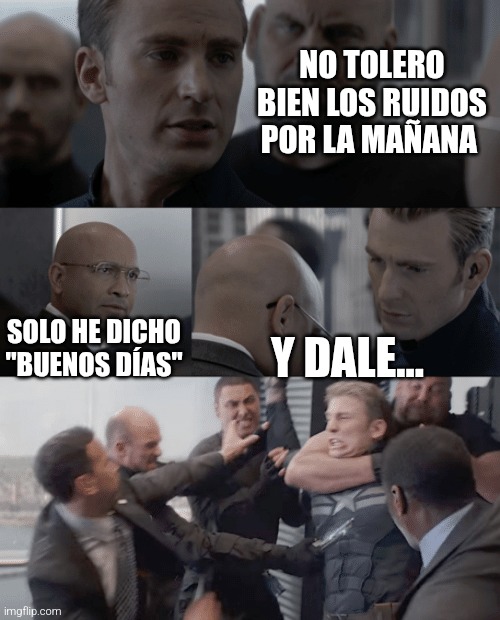 NO TOLERO
BIEN LOS RUIDOS
POR LA MAÑANA
SOLO HE DICHO
"BUENOS DÍAS"
Y DALE...
imgflip.com